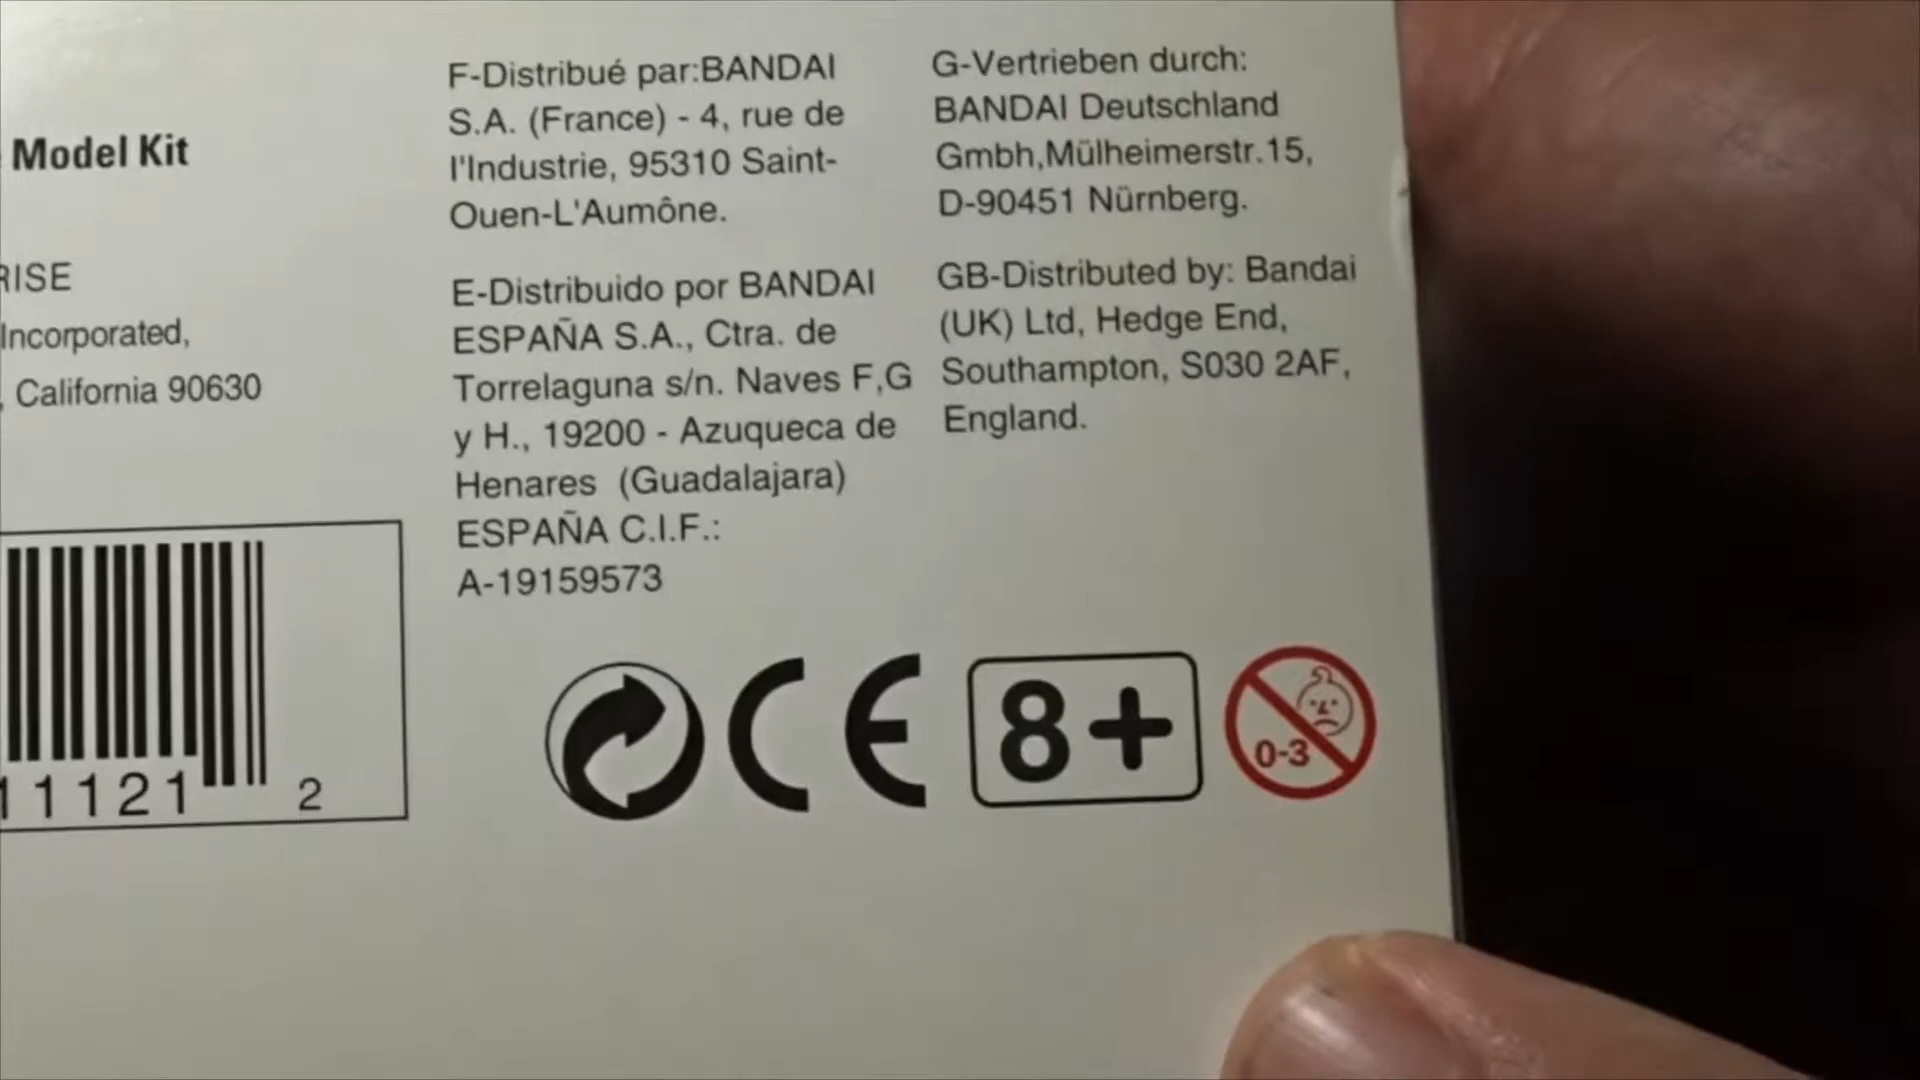 Model Kit
RISE
Incorporated,
, California 90630
11121 2
F-Distribué par:BANDAI
S.A. (France) - 4, rue de
l'Industrie, 95310 Saint-
Ouen-L'Aumône.
E-Distribuido por BANDAI
ESPAÑA S.A., Ctra. de
Torrelaguna s/n. Naves F,G
y H., 19200 - Azuqueca de
Henares (Guadalajara)
ESPAÑA C.I.F.:
A-19159573
G-Vertrieben durch:
BANDAI Deutschland
Gmbh,Mülheimerstr.15,
D-90451 Nürnberg.
GB-Distributed by: Bandai
(UK) Ltd, Hedge End,
Southampton, S030 2AF,
England.
CE
8+
0-3